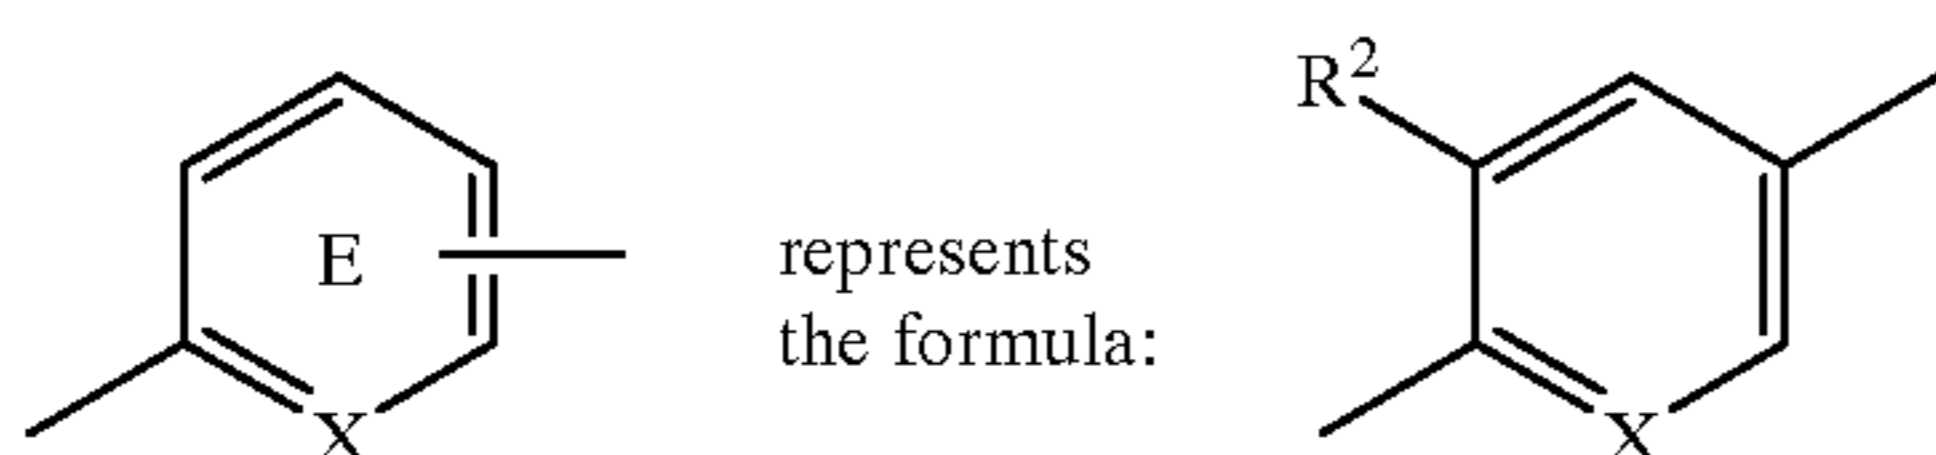 R²
E
represents
the formula:
X
X